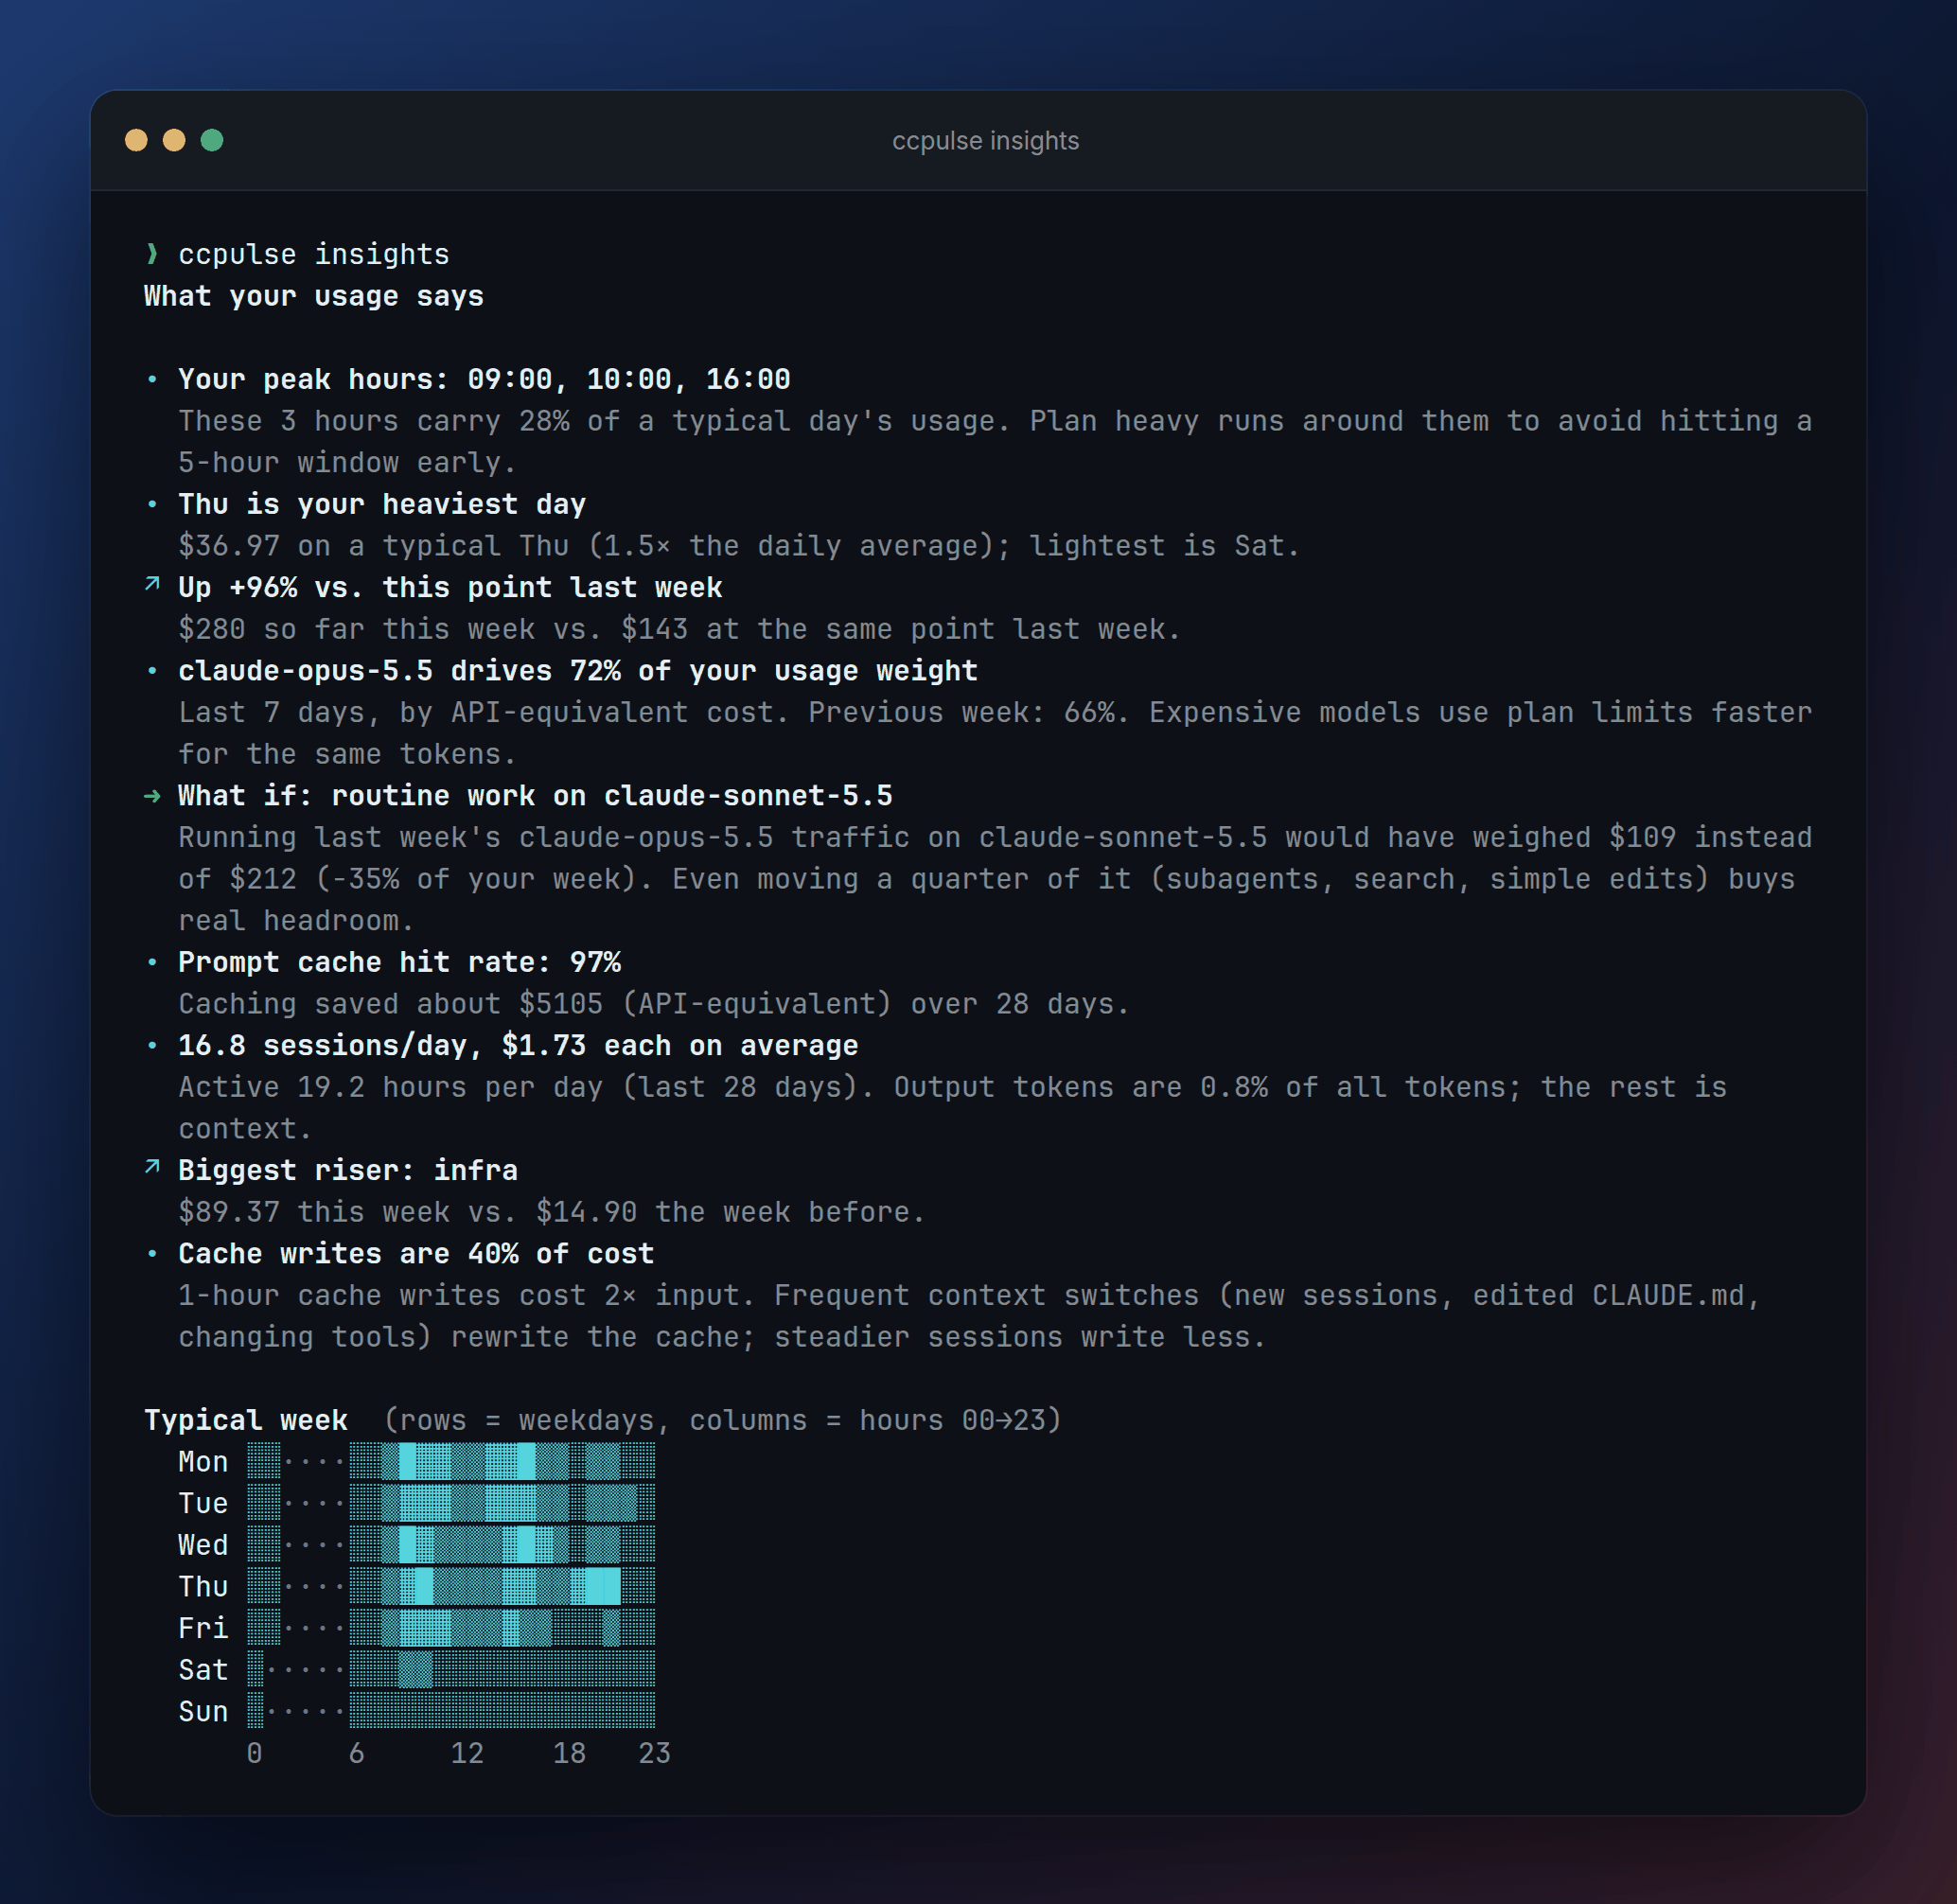 ccpulse insights
❱ ccpulse insights
What your usage says
• Your peak hours: 09:00, 10:00, 16:00
These 3 hours carry 28% of a typical day's usage. Plan heavy runs around them to avoid hitting a
5-hour window early.
• Thu is your heaviest day
$36.97 on a typical Thu (1.5× the daily average); lightest is Sat.
↗ Up +96% vs. this point last week
$280 so far this week vs. $143 at the same point last week.
• claude-opus-5.5 drives 72% of your usage weight
Last 7 days, by API-equivalent cost. Previous week: 66%. Expensive models use plan limits faster
for the same tokens.
→ What if: routine work on claude-sonnet-5.5
Running last week's claude-opus-5.5 traffic on claude-sonnet-5.5 would have weighed $109 instead
of $212 (-35% of your week). Even moving a quarter of it (subagents, search, simple edits) buys
real headroom.
• Prompt cache hit rate: 97%
Caching saved about $5105 (API-equivalent) over 28 days.
• 16.8 sessions/day, $1.73 each on average
Active 19.2 hours per day (last 28 days). Output tokens are 0.8% of all tokens; the rest is
context.
↗ Biggest riser: infra
$89.37 this week vs. $14.90 the week before.
• Cache writes are 40% of cost
1-hour cache writes cost 2× input. Frequent context switches (new sessions, edited CLAUDE.md,
changing tools) rewrite the cache; steadier sessions write less.
Typical week (rows = weekdays, columns = hours 00→23)
Mon
Tue
Wed
Thu
Fri
Sat
Sun
0 6 12 18 23